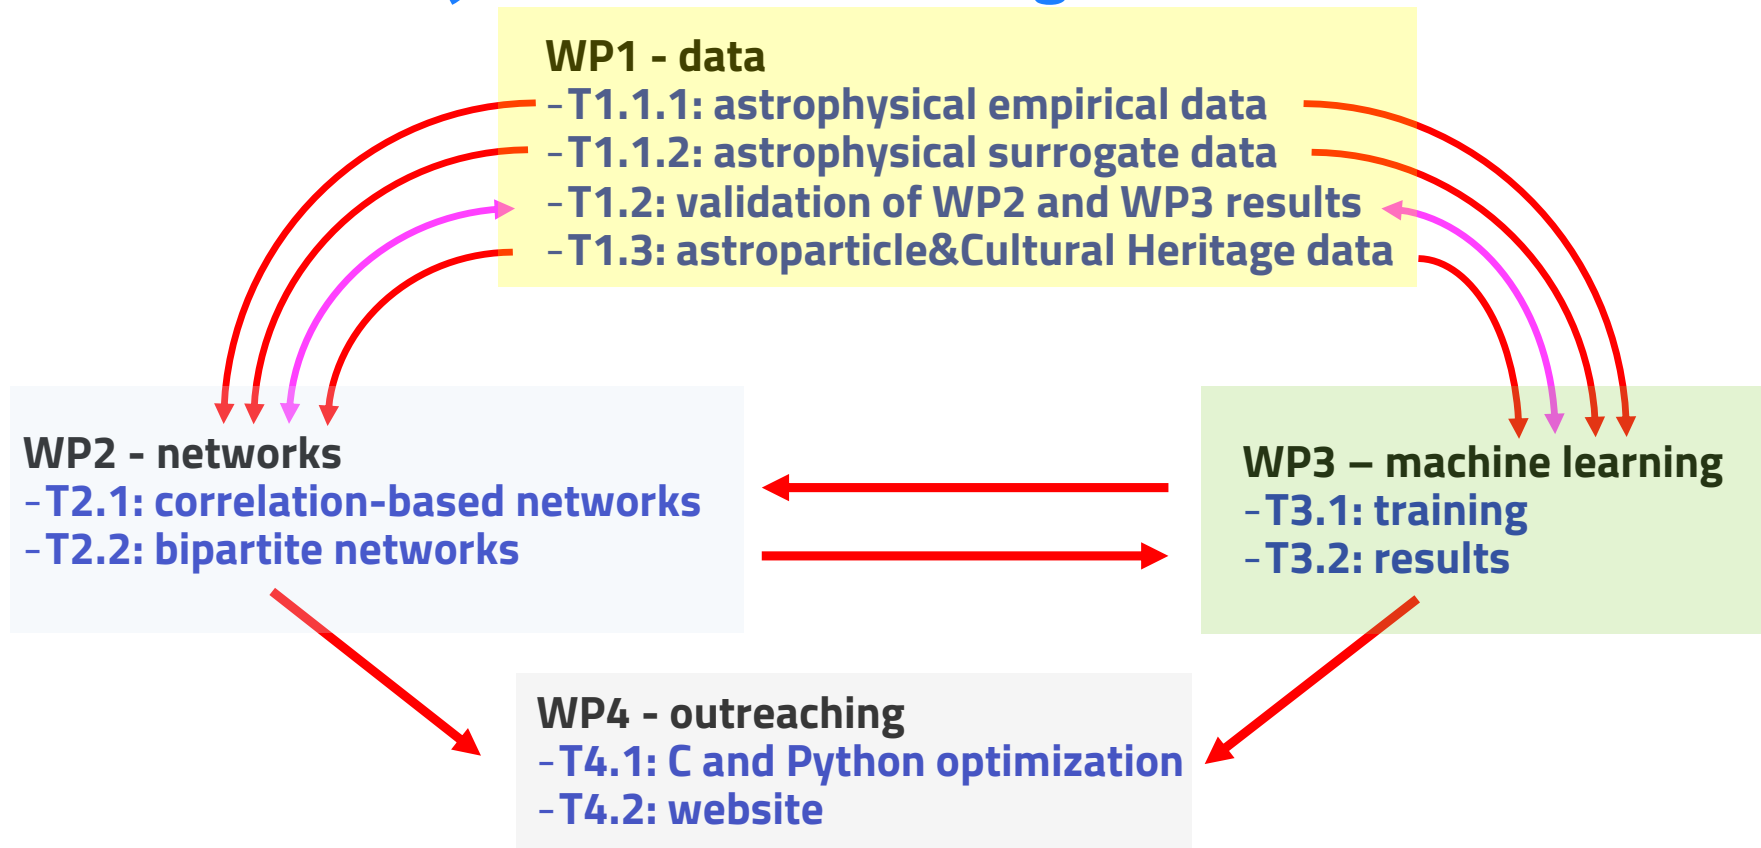 WP1 - data
-T1.1.1: astrophysical empirical data
-T1.1.2: astrophysical surrogate data
-T1.2: validation of WP2 and WP3 results
-T1.3: astroparticle&Cultural Heritage data
WP2 - networks
-T2.1: correlation-based networks
-T2.2: bipartite networks
WP3 – machine learning
-T3.1: training
-T3.2: results
WP4 - outreaching
-T4.1: C and Python optimization
-T4.2: website